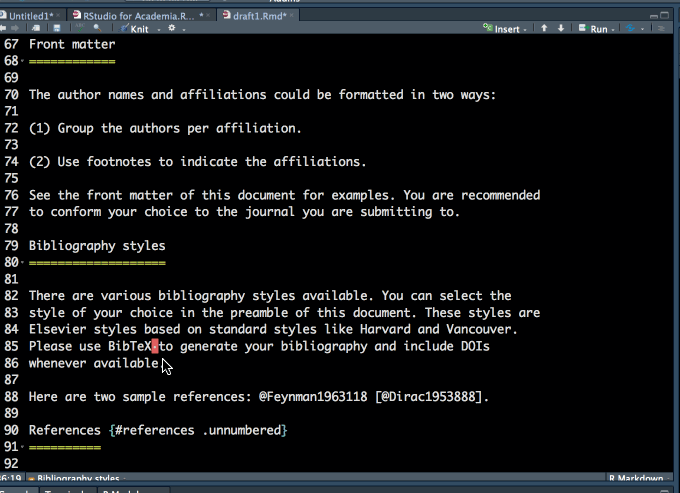 Untitled1* RStudio for Academia.R... * draft1.Rmd*
Knit Insert Run
67 Front matter
68 ============
69
70 The author names and affiliations could be formatted in two ways:
71
72 (1) Group the authors per affiliation.
73
74 (2) Use footnotes to indicate the affiliations.
75
76 See the front matter of this document for examples. You are recommended
77 to conform your choice to the journal you are submitting to.
78
79 Bibliography styles
80 ===================
81
82 There are various bibliography styles available. You can select the
83 style of your choice in the preamble of this document. These styles are
84 Elsevier styles based on standard styles like Harvard and Vancouver.
85 Please use BibTeX to generate your bibliography and include DOIs
86 whenever available
87
88 Here are two sample references: @Feynman1963118 [@Dirac1953888].
89
90 References {#references .unnumbered}
91 ==========
92
86:19 Bibliography styles R Markdown